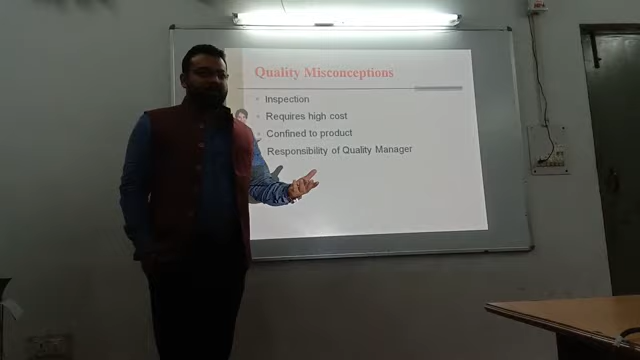 Quality Misconceptions
Inspection
Requires high cost
Confined to product
Responsibility of Quality Manager